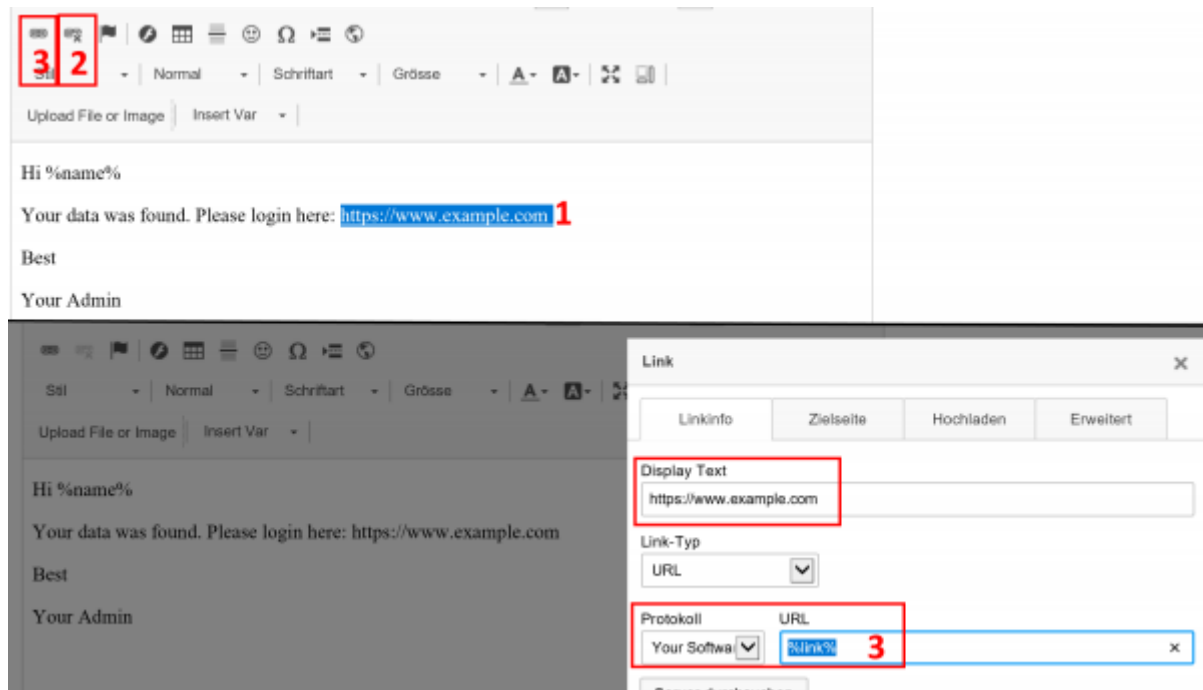 3 2
Stil Normal Schriftart Grösse A A
Upload File or Image Insert Var
Hi %name%
Your data was found. Please login here: https://www.example.com 1
Best
Your Admin
Stil Normal Schriftart Grösse A A
Upload File or Image Insert Var
Hi %name%
Your data was found. Please login here: https://www.example.com
Best
Your Admin
Link ×
Linkinfo Zielseite Hochladen Erweitert
Display Text
https://www.example.com
Link-Typ
URL
Protokoll URL
Your Softwa %link% 3 ×